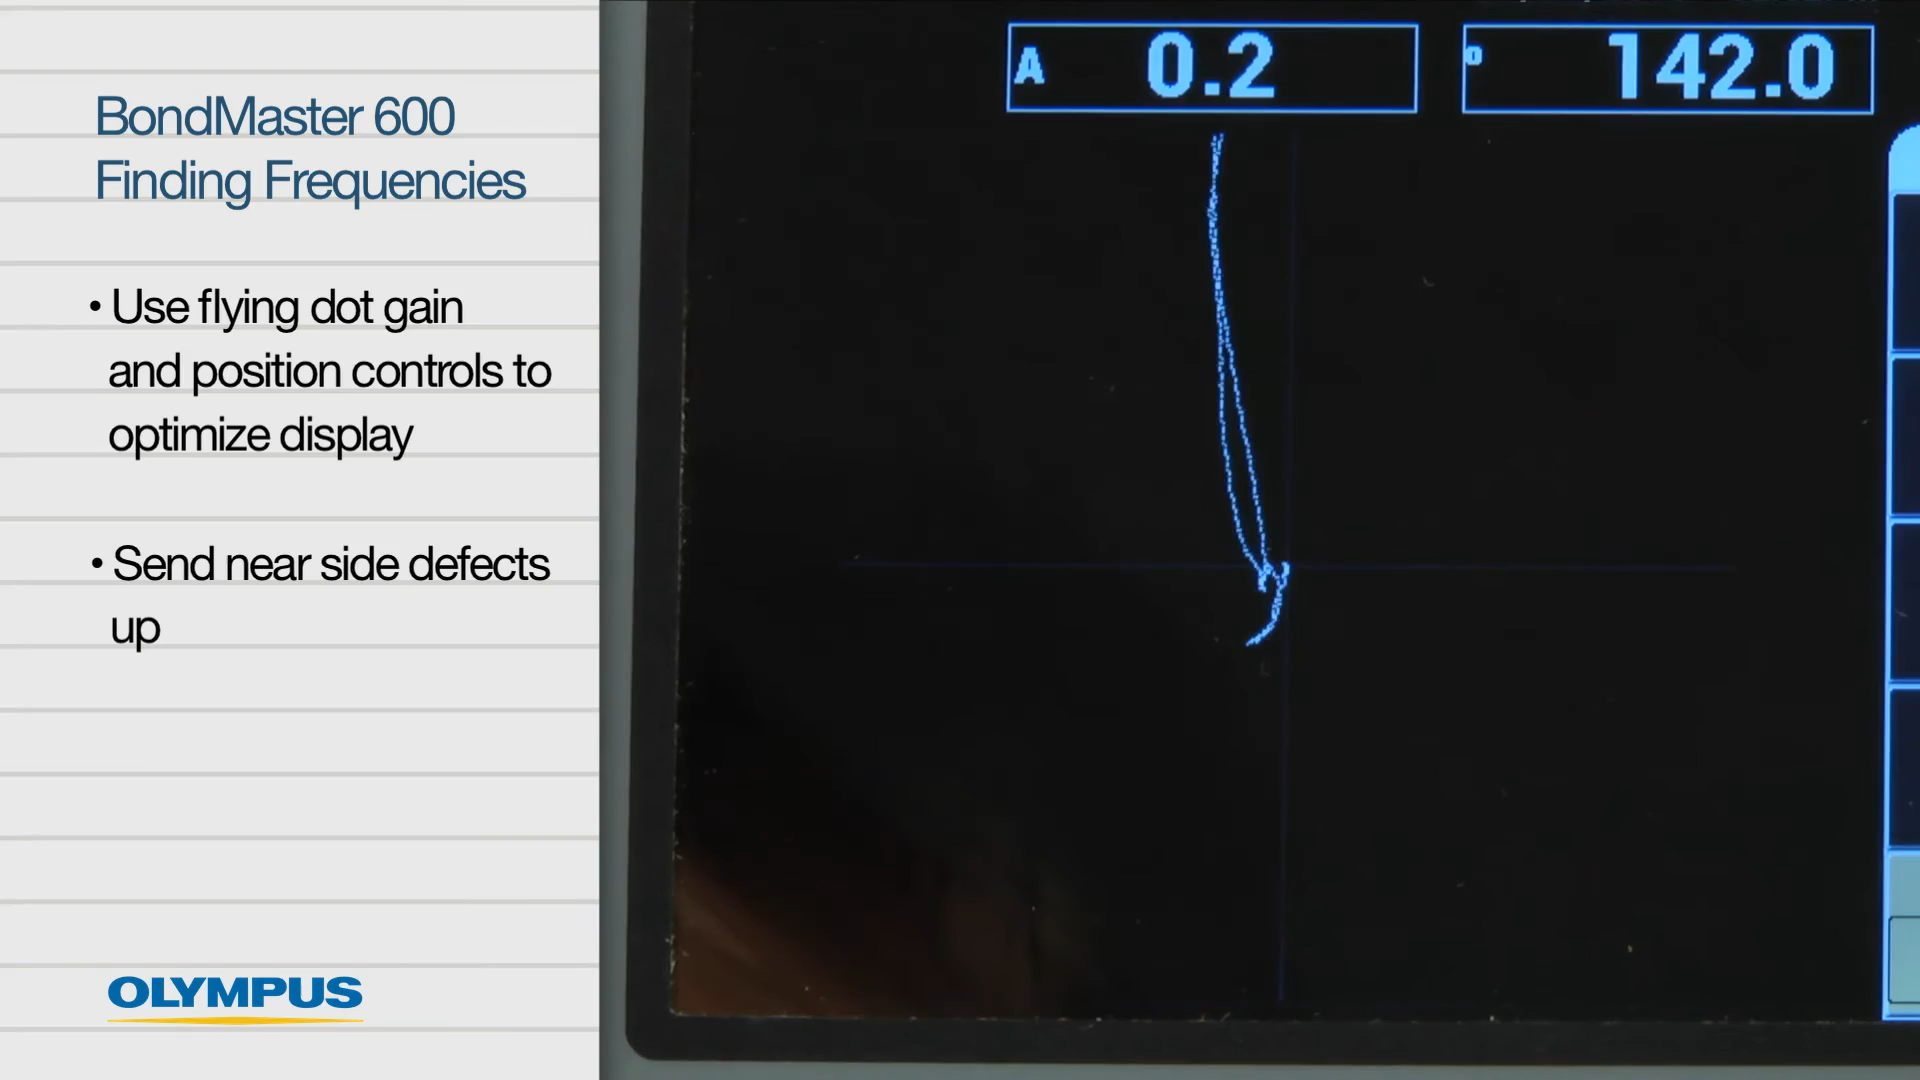 BondMaster 600
Finding Frequencies
• Use flying dot gain
and position controls to
optimize display
• Send near side defects
up
OLYMPUS
A 0.2
° 142.0